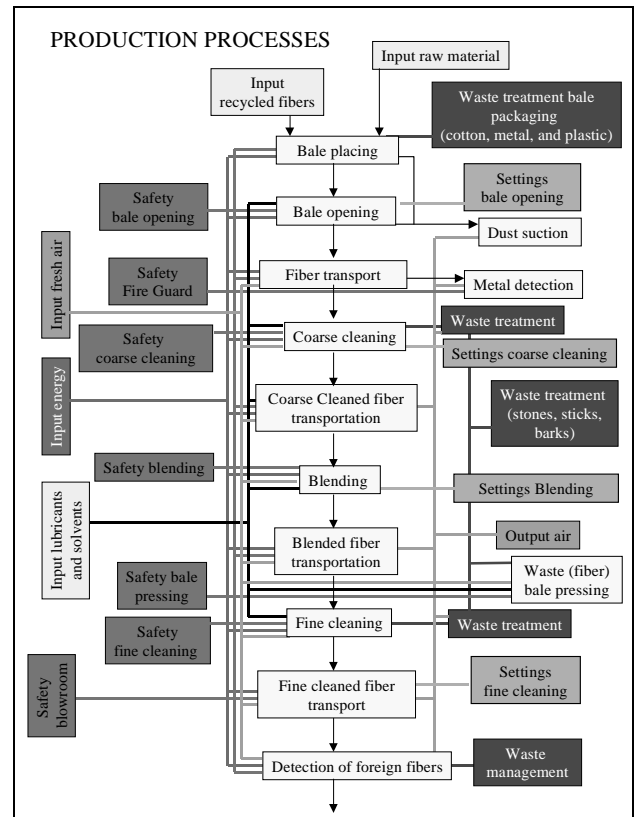 PRODUCTION PROCESSES
Input raw material
Input
recycled fibers
Waste treatment bale
packaging
(cotton, metal, and plastic)
Bale placing
Settings
bale opening
Safety
bale opening
Bale opening
Dust suction
Input fresh air
Safety
Fire Guard
Fiber transport
Metal detection
Waste treatment
Safety
coarse cleaning
Coarse cleaning
Settings coarse cleaning
Input energy
Coarse Cleaned fiber
transportation
Waste treatment
(stones, sticks,
barks)
Safety blending
Blending
Settings Blending
Input lubricants
and solvents
Blended fiber
transportation
Output air
Safety bale
pressing
Waste (fiber)
bale pressing
Safety
fine cleaning
Fine cleaning
Waste treatment
Safety
blowroom
Fine cleaned fiber
transport
Settings
fine cleaning
Detection of foreign fibers
Waste
management